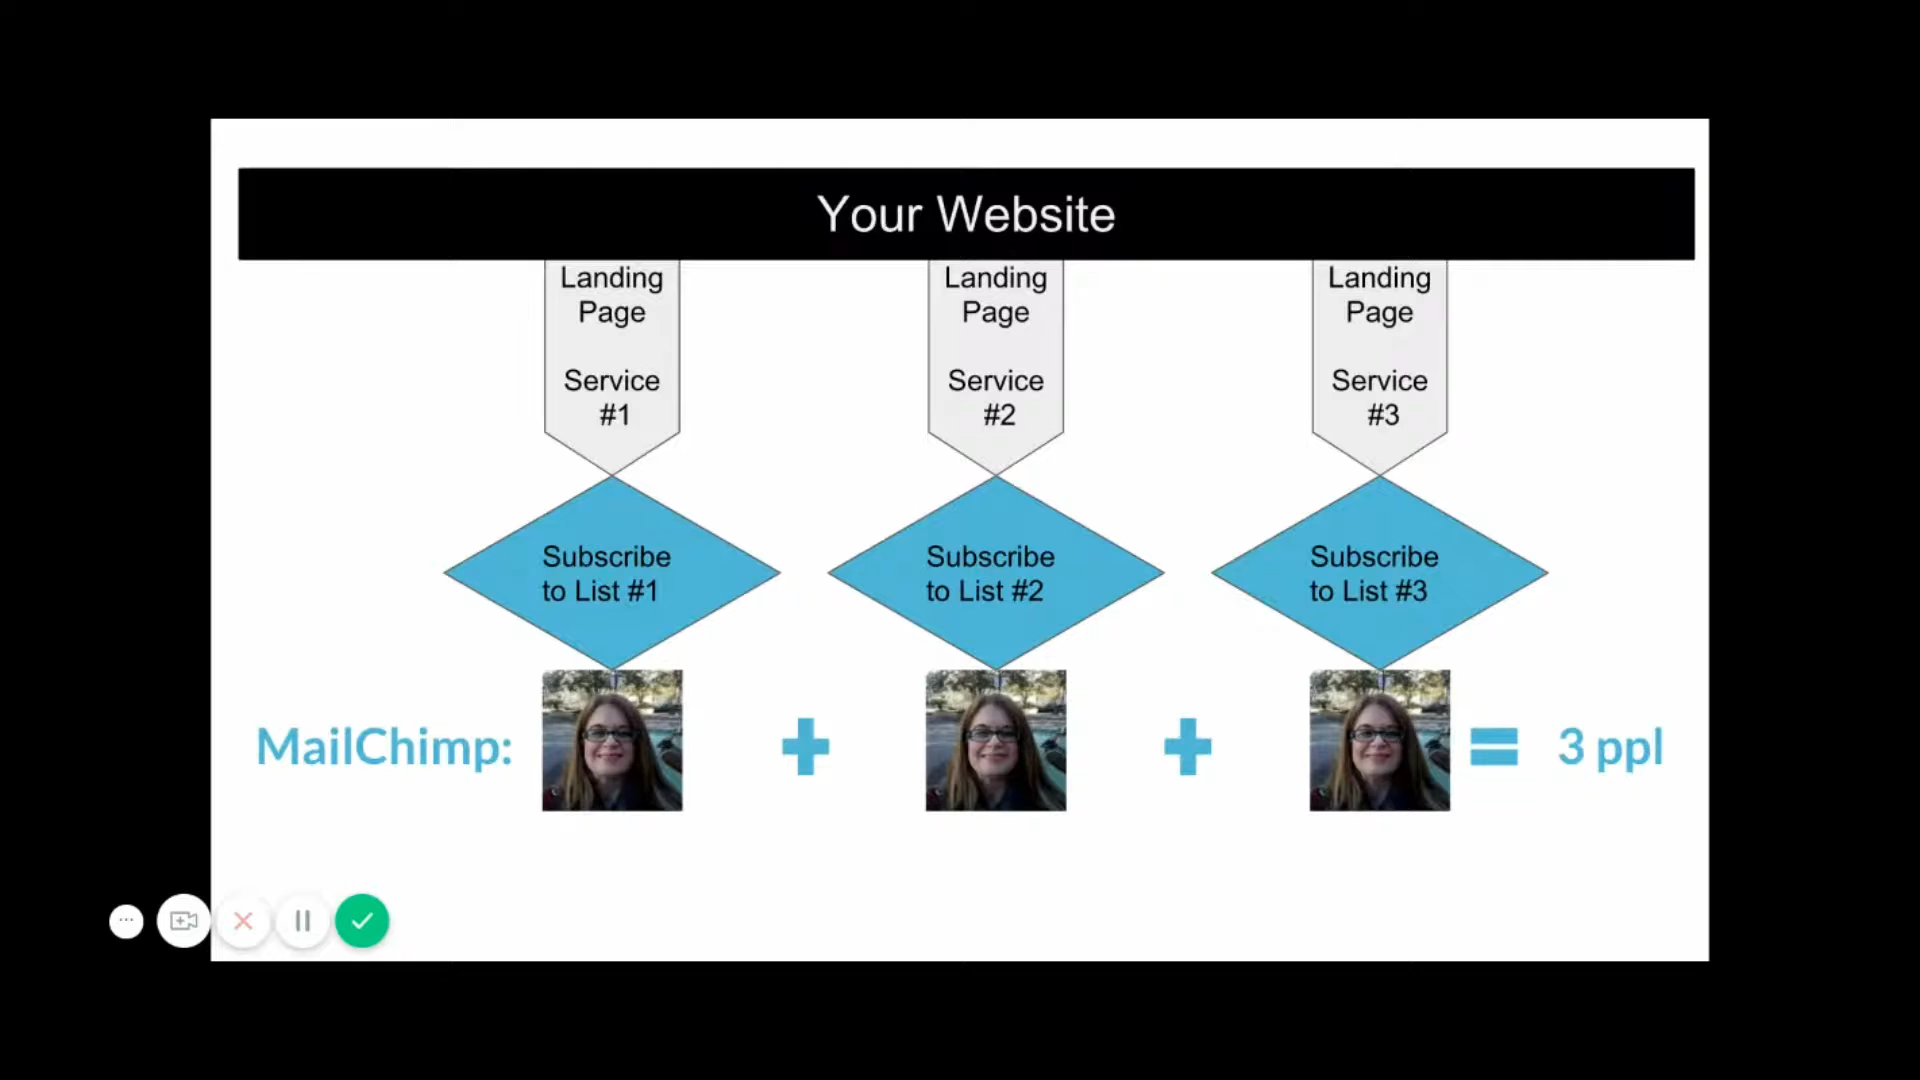 Your Website
Landing
Page
Service
#1
Landing
Page
Service
#2
Landing
Page
Service
#3
Subscribe
to List #1
Subscribe
to List #2
Subscribe
to List #3
MailChimp:
3 ppl